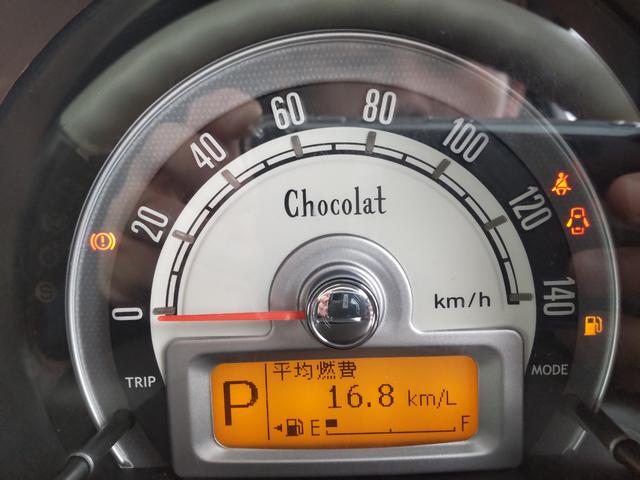 0
20
40
60
80
100
120
140
Chocolat
km/h
TRIP
MODE
P
平均燃費
16.8 km/L
E F